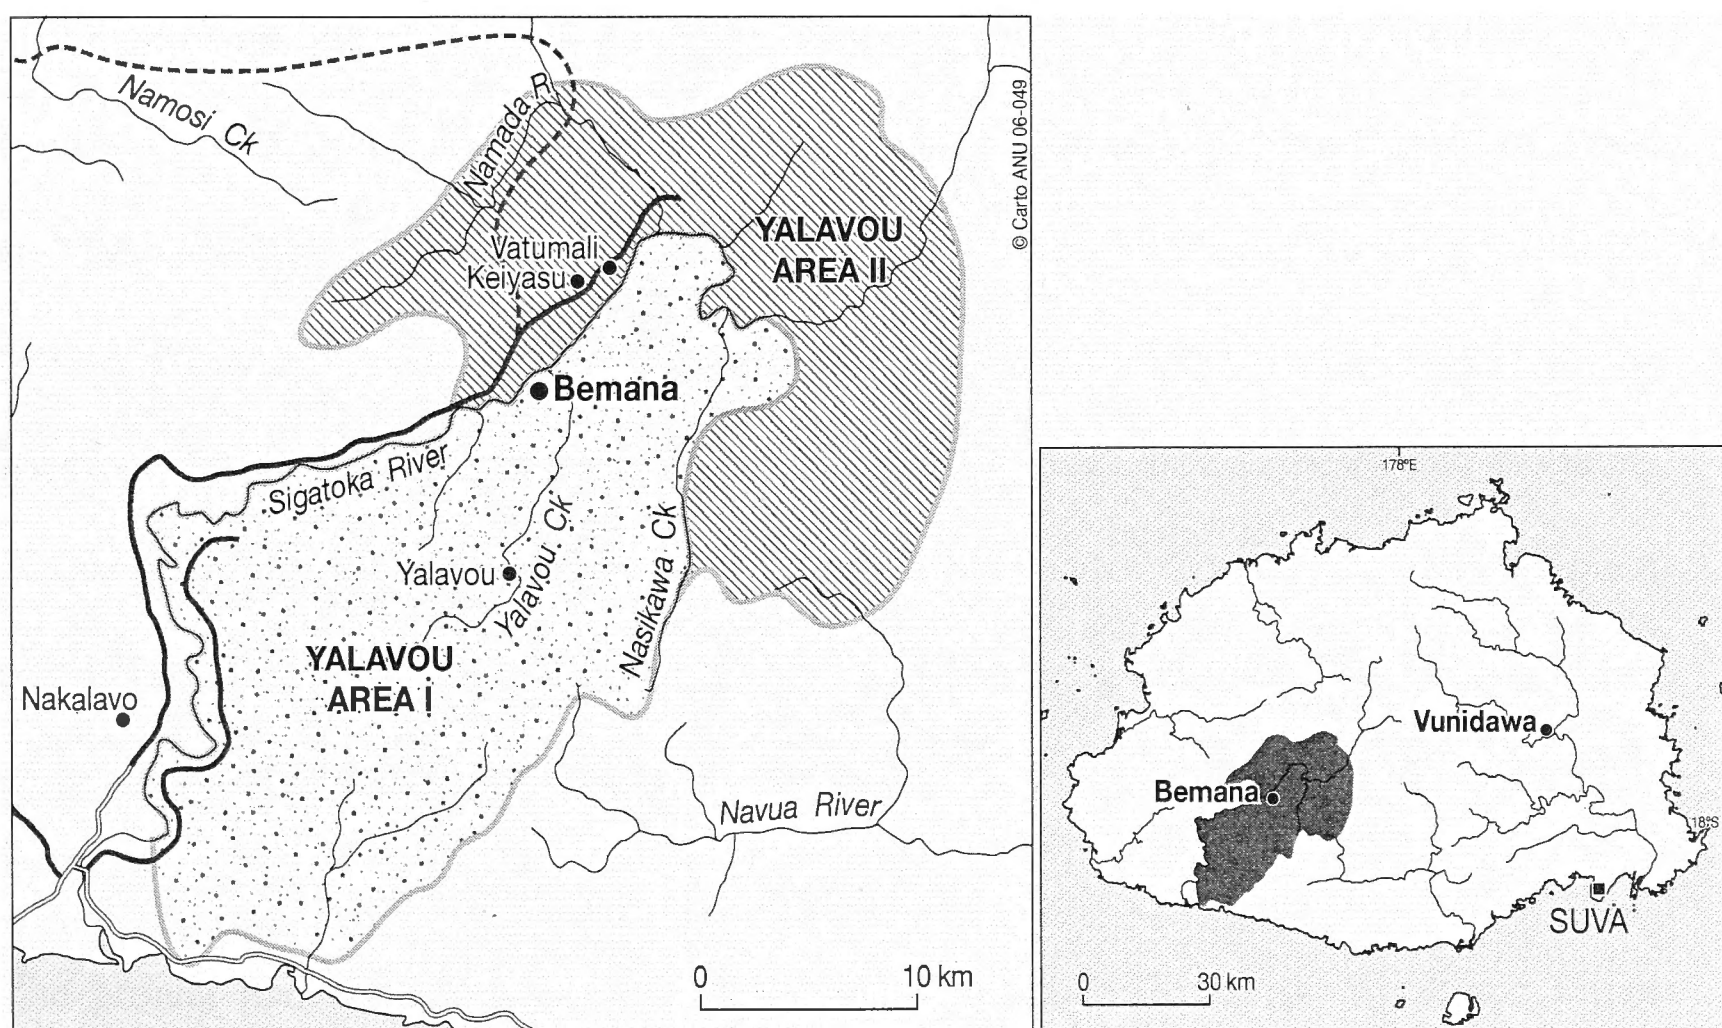 Namosi Ck
Namada R.
© Carto ANU 06-049
YALAVOU
AREA II
Vatumali
Keiyasu
Bemana
Sigatoka River
Yalavou Ck
Nasikawa Ck
Yalavou
YALAVOU
AREA I
Nakalavo
Navua River
0 10 km
178°E
Vunidawa
Bemana
18°S
SUVA
0 30 km